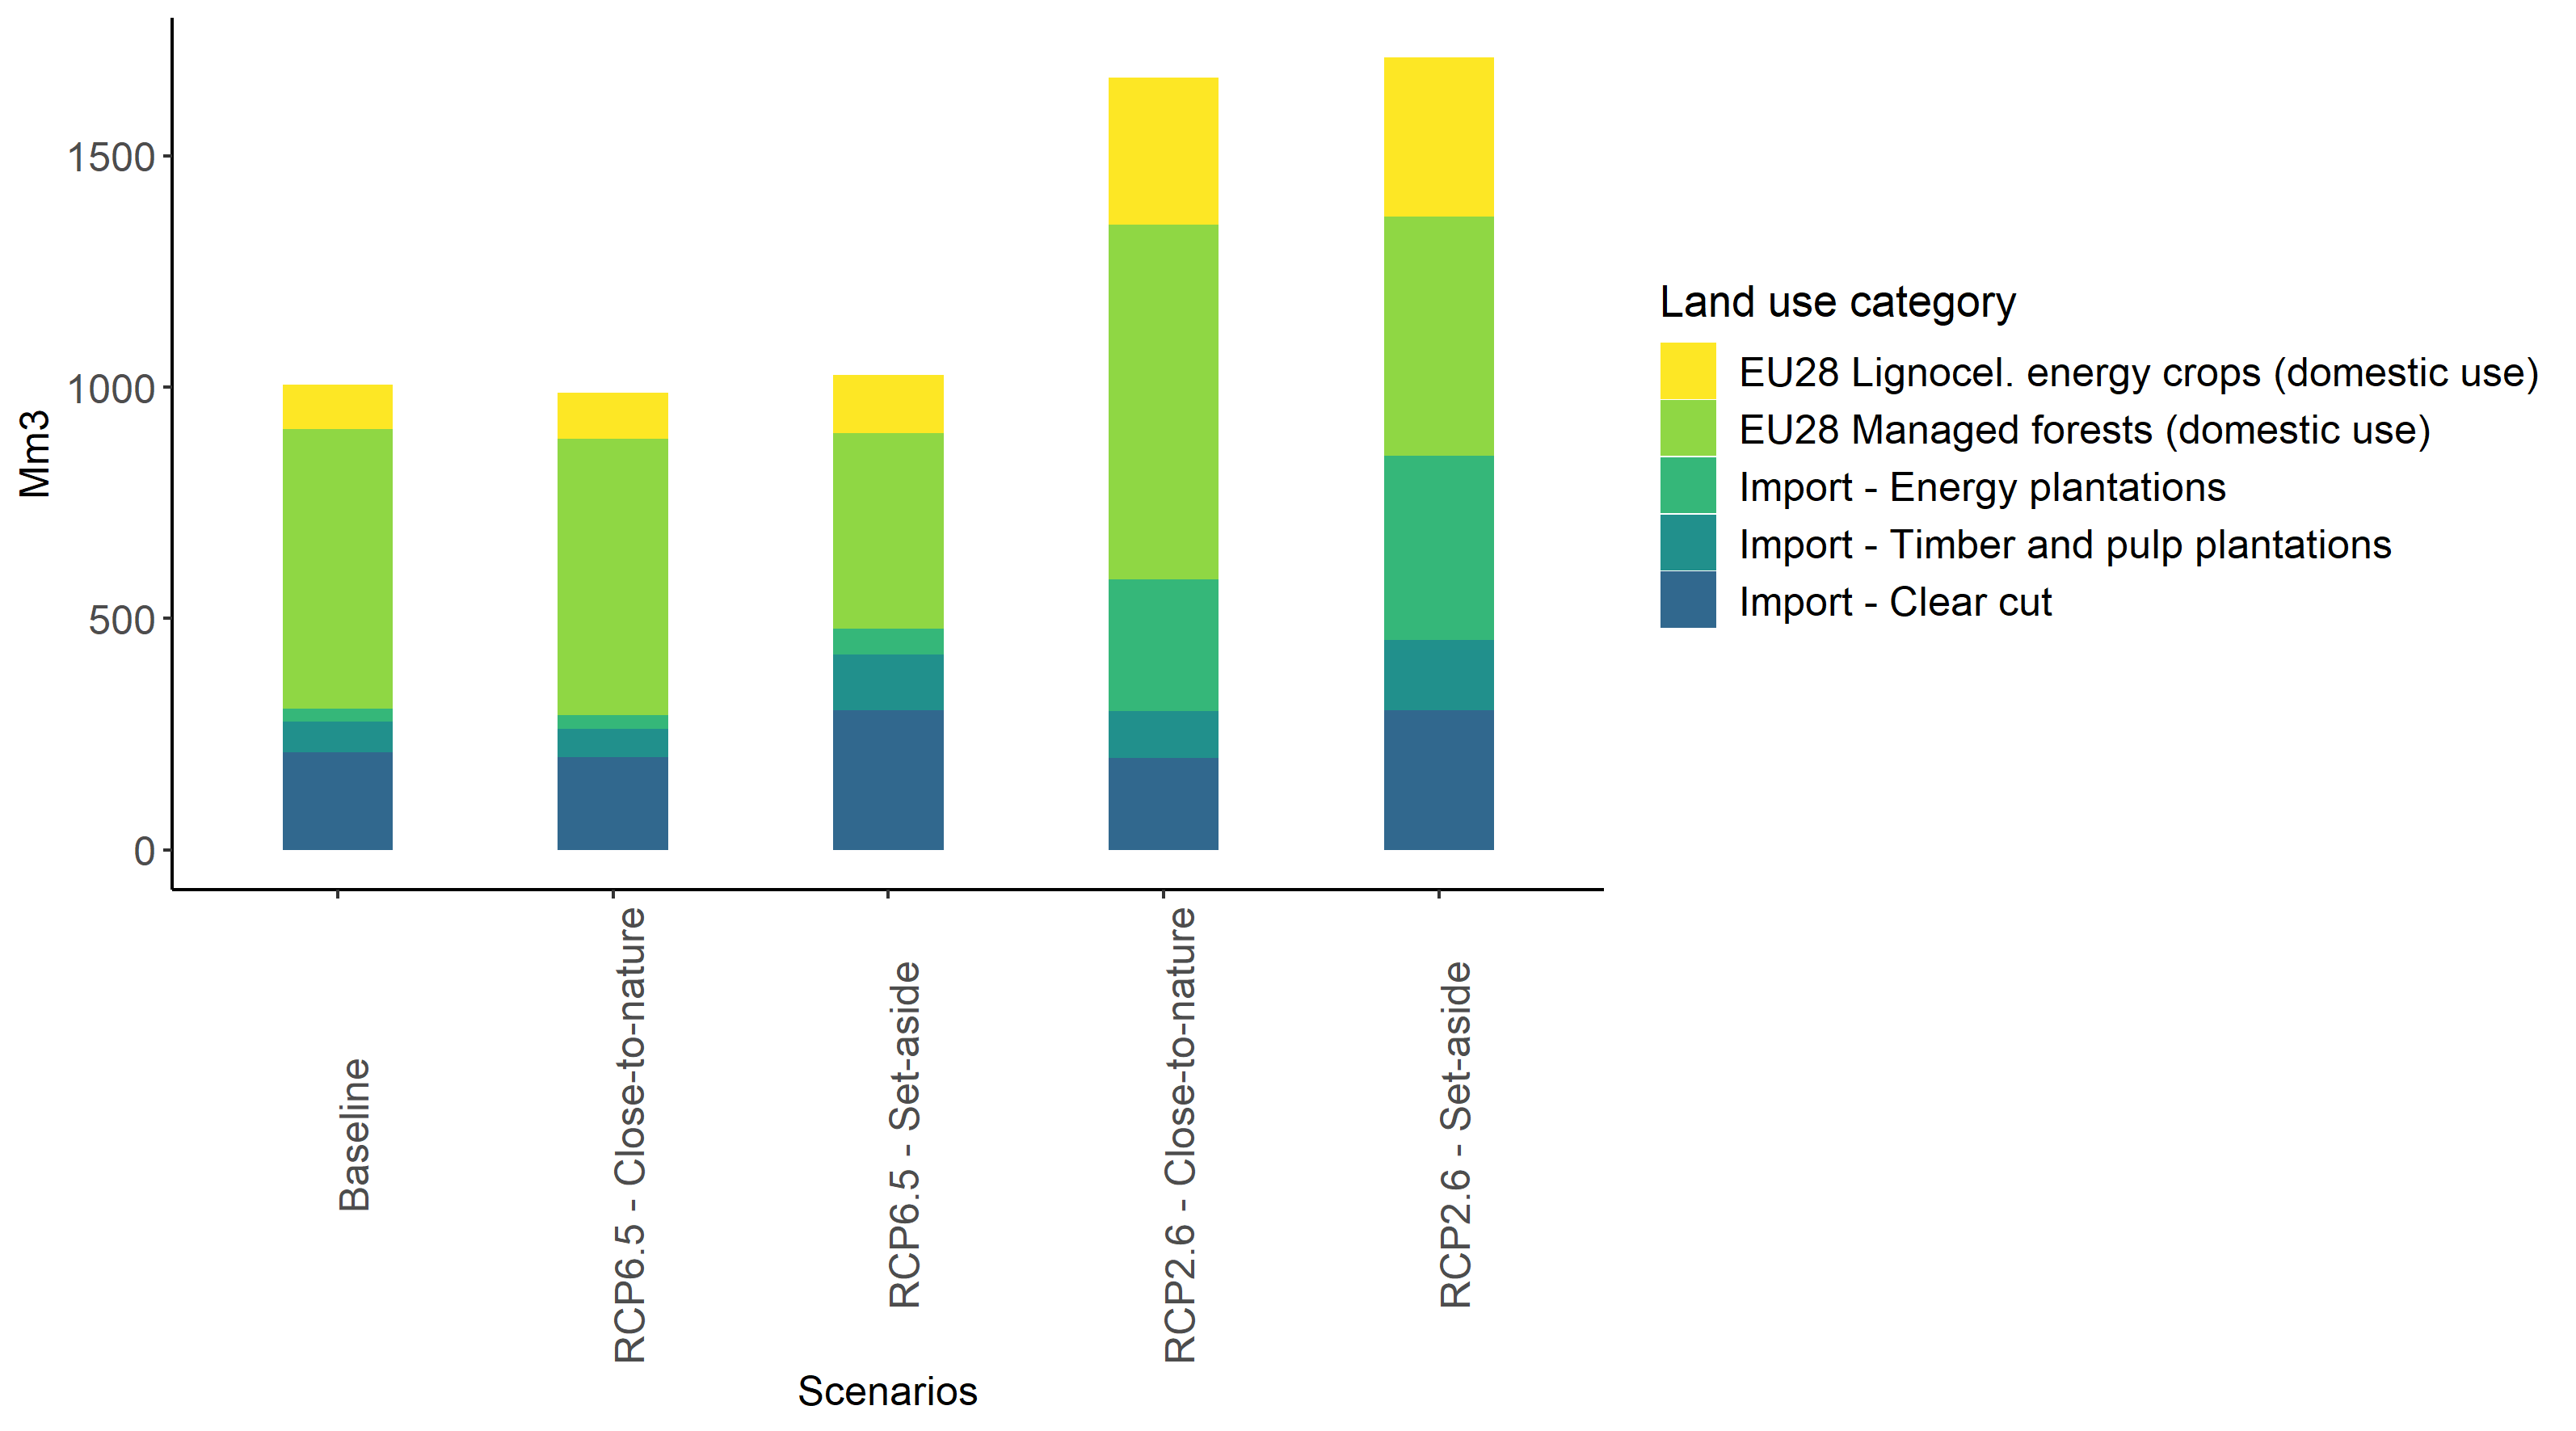 Mm3
1500
1000
500
0
Baseline
RCP6.5 - Close-to-nature
RCP6.5 - Set-aside
RCP2.6 - Close-to-nature
RCP2.6 - Set-aside
Scenarios
Land use category
EU28 Lignocel. energy crops (domestic use)
EU28 Managed forests (domestic use)
Import - Energy plantations
Import - Timber and pulp plantations
Import - Clear cut